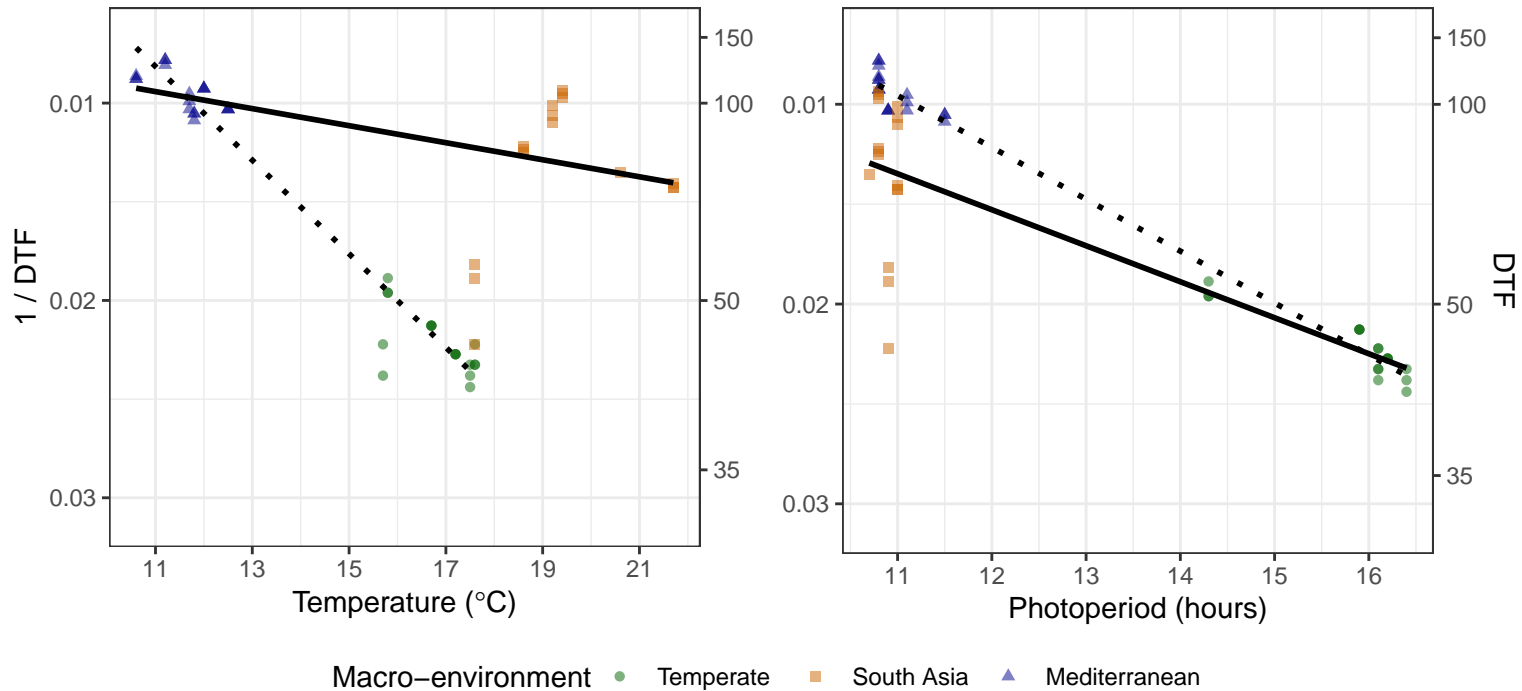 1 / DTF
0.01
0.02
0.03
150
100
50
35
11 13 15 17 19 21
Temperature (°C)
0.01
0.02
0.03
150
100
50
35
DTF
11 12 13 14 15 16
Photoperiod (hours)
Macro−environment Temperate South Asia Mediterranean